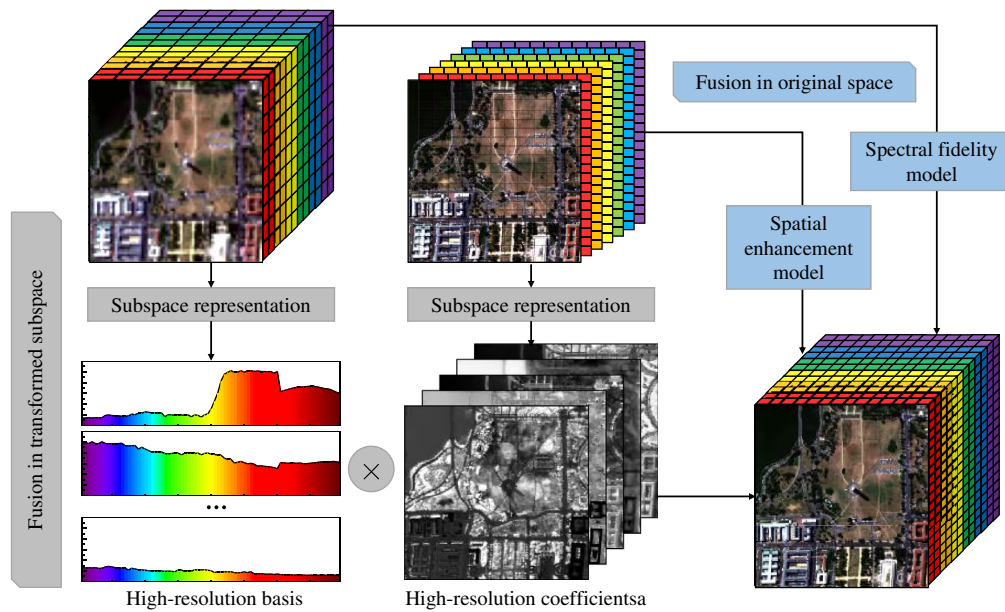 Fusion in original space
Spectral fidelity
model
Spatial
enhancement
model
Fusion in transformed subspace
Subspace representation
Subspace representation
×
...
High-resolution basis
High-resolution coefficientsa